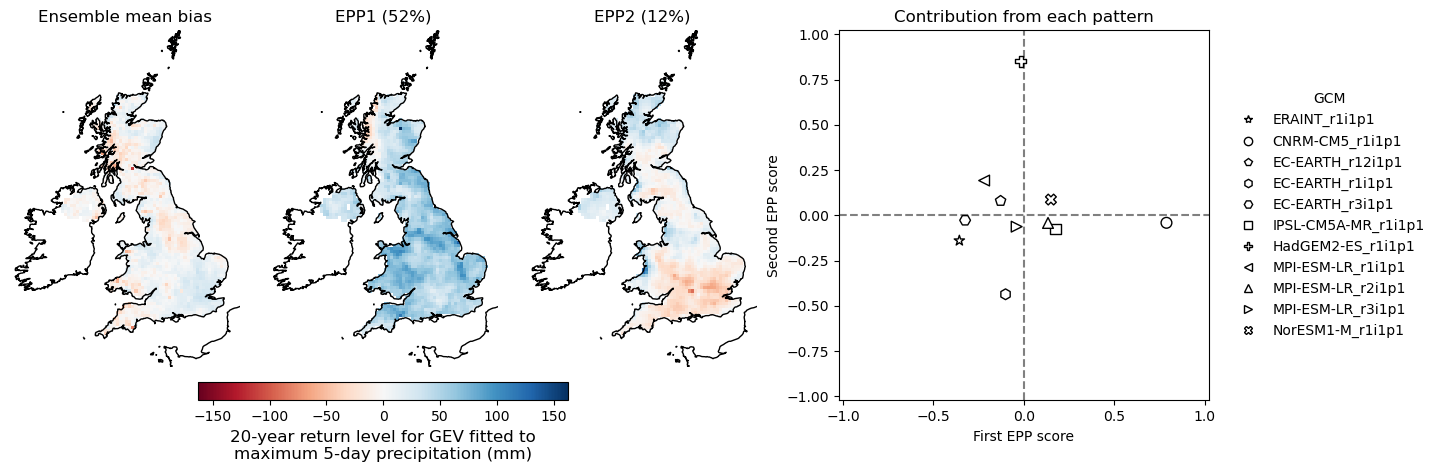 Ensemble mean bias
EPP1 (52%)
EPP2 (12%)
−150 −100 −50 0 50 100 150
20-year return level for GEV fitted to
maximum 5-day precipitation (mm)
Contribution from each pattern
1.00
0.75
0.50
0.25
0.00
−0.25
−0.50
−0.75
−1.00
Second EPP score
−1.0 −0.5 0.0 0.5 1.0
First EPP score
GCM
ERAINT_r1i1p1
CNRM-CM5_r1i1p1
EC-EARTH_r12i1p1
EC-EARTH_r1i1p1
EC-EARTH_r3i1p1
IPSL-CM5A-MR_r1i1p1
HadGEM2-ES_r1i1p1
MPI-ESM-LR_r1i1p1
MPI-ESM-LR_r2i1p1
MPI-ESM-LR_r3i1p1
NorESM1-M_r1i1p1